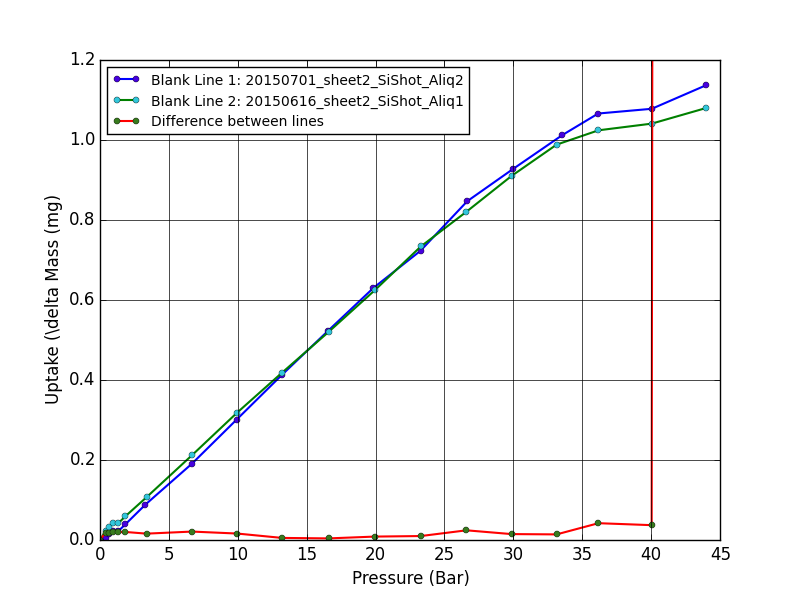 1.2
Blank Line 1: 20150701_sheet2_SiShot_Aliq2
Blank Line 2: 20150616_sheet2_SiShot_Aliq1
Difference between lines
1.0
0.8
0.6
0.4
0.2
0.0
Uptake (\delta Mass (mg)
0 5 10 15 20 25 30 35 40 45
Pressure (Bar)